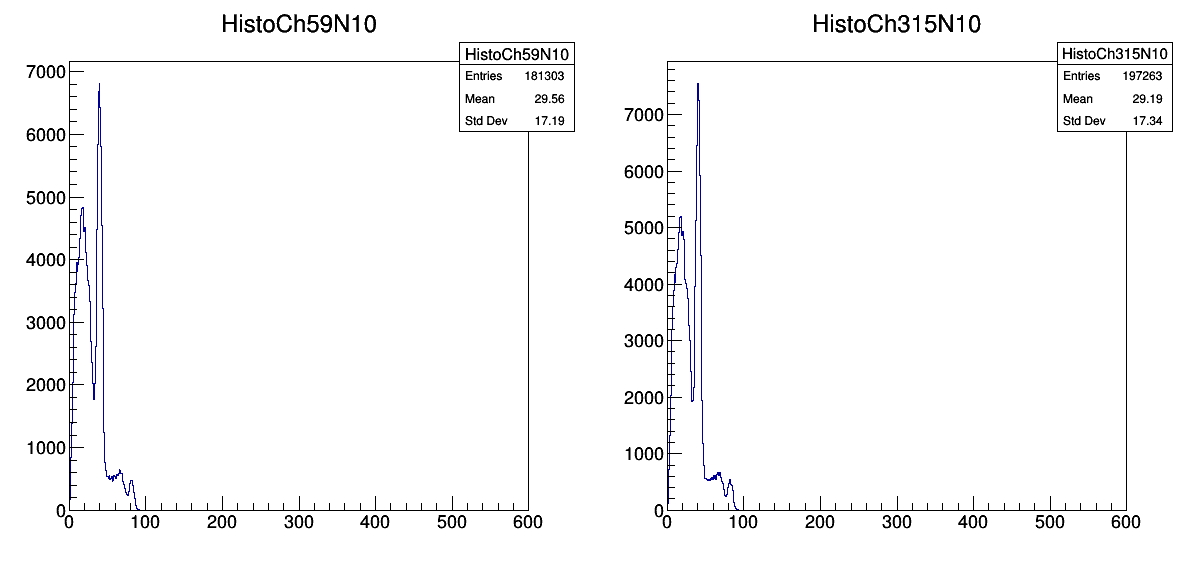 HistoCh59N10
HistoCh59N10
Entries 181303
Mean 29.56
Std Dev 17.19
7000
6000
5000
4000
3000
2000
1000
0
0 100 200 300 400 500 600
HistoCh315N10
HistoCh315N10
Entries 197263
Mean 29.19
Std Dev 17.34
7000
6000
5000
4000
3000
2000
1000
0
0 100 200 300 400 500 600